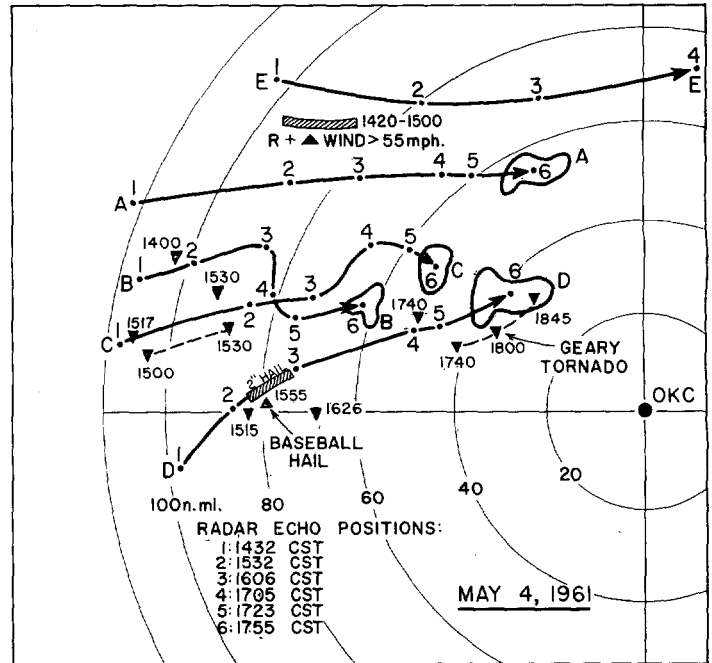 1 2 3 4
E E
1420-1500
R + ▲ WIND > 55 mph.
1 2 3 4 5 6 A
A
1400 2 3 4 5
1
B
1530
4 3 6 C
6 D
1517 2 5 6 B 1740 1845
C 1
1530 4 5
1500 1740 1800 GEARY
TORNADO
3
2" HAIL
2 1555 1626 OKC
1515
BASEBALL
HAIL
1
D
20
100n.mi. 80 60 40
RADAR ECHO POSITIONS:
1:1432 CST
2:1532 CST
3:1606 CST
4:1705 CST
5:1723 CST
6:1755 CST
MAY 4, 1961